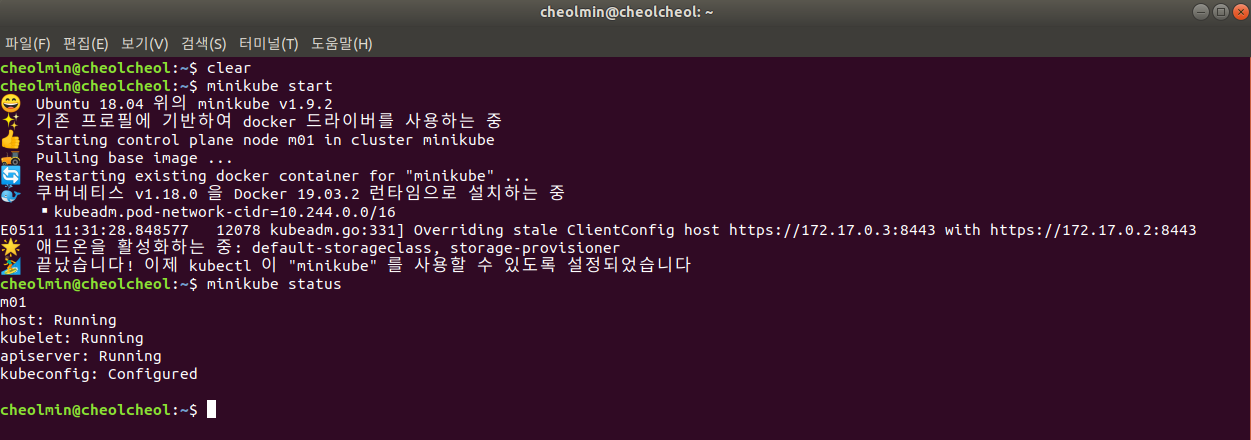 cheolmin@cheolcheol: ~
파일(F) 편집(E) 보기(V) 검색(S) 터미널(T) 도움말(H)
cheolmin@cheolcheol:~$ clear
cheolmin@cheolcheol:~$ minikube start
😄 Ubuntu 18.04 위의 minikube v1.9.2
✨ 기존 프로필에 기반하여 docker 드라이버를 사용하는 중
👍 Starting control plane node m01 in cluster minikube
🚜 Pulling base image ...
🔄 Restarting existing docker container for "minikube" ...
🐳 쿠버네티스 v1.18.0 을 Docker 19.03.2 런타임으로 설치하는 중
▪ kubeadm.pod-network-cidr=10.244.0.0/16
E0511 11:31:28.848577 12078 kubeadm.go:331] Overriding stale ClientConfig host https://172.17.0.3:8443 with https://172.17.0.2:8443
🌟 애드온을 활성화하는 중: default-storageclass, storage-provisioner
🏄 끝났습니다! 이제 kubectl 이 "minikube" 를 사용할 수 있도록 설정되었습니다
cheolmin@cheolcheol:~$ minikube status
m01
host: Running
kubelet: Running
apiserver: Running
kubeconfig: Configured
cheolmin@cheolcheol:~$